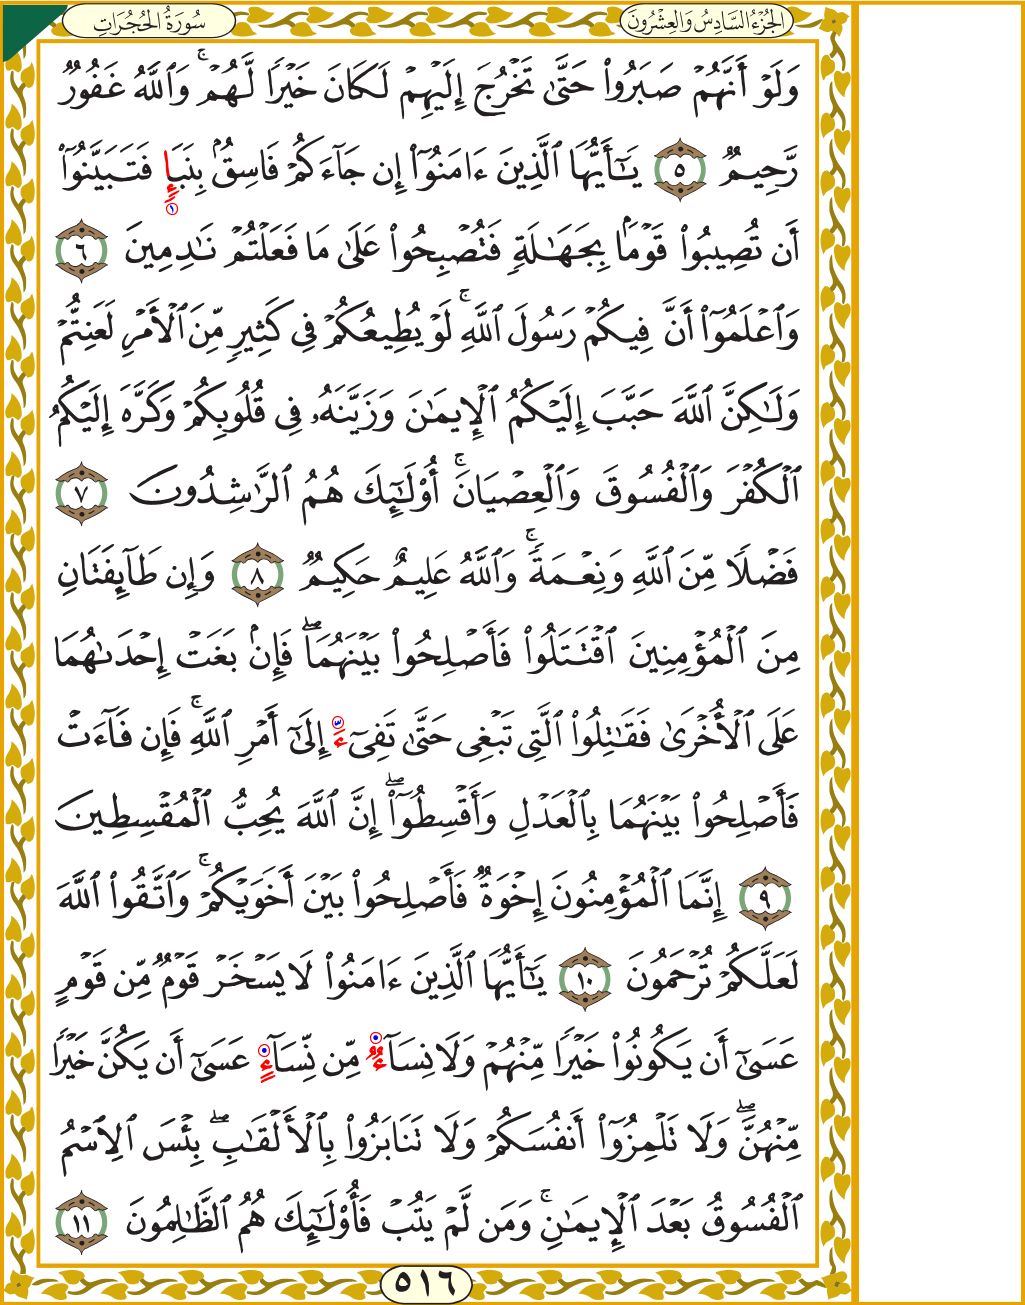 سُورَةُ الحُجُرَاتِ
الجُزْءُ السَّادِسُ وَالعِشْرُونَ
وَلَوْ أَنَّهُمْ صَبَرُوا۟ حَتَّىٰ تَخْرُجَ إِلَيْهِمْ لَكَانَ خَيْرًا لَّهُمْ ۚ وَٱللَّهُ غَفُورٌ
رَّحِيمٌ ٥ يَـٰٓأَيُّهَا ٱلَّذِينَ ءَامَنُوٓا۟ إِن جَآءَكُمْ فَاسِقٌۢ بِنَبَإٍ ١ فَتَبَيَّنُوٓا۟
أَن تُصِيبُوا۟ قَوْمًۢا بِجَهَـٰلَةٍ فَتُصْبِحُوا۟ عَلَىٰ مَا فَعَلْتُمْ نَـٰدِمِينَ ٦
وَٱعْلَمُوٓا۟ أَنَّ فِيكُمْ رَسُولَ ٱللَّهِ ۚ لَوْ يُطِيعُكُمْ فِى كَثِيرٍ مِّنَ ٱلْأَمْرِ لَعَنِتُّمْ
وَلَـٰكِنَّ ٱللَّهَ حَبَّبَ إِلَيْكُمُ ٱلْإِيمَـٰنَ وَزَيَّنَهُۥ فِى قُلُوبِكُمْ وَكَرَّهَ إِلَيْكُمُ
ٱلْكُفْرَ وَٱلْفُسُوقَ وَٱلْعِصْيَانَ ۚ أُو۟لَـٰٓئِكَ هُمُ ٱلرَّٰشِدُونَ ٧
فَضْلًا مِّنَ ٱللَّهِ وَنِعْمَةً ۚ وَٱللَّهُ عَلِيمٌ حَكِيمٌ ٨ وَإِن طَآئِفَتَانِ
مِنَ ٱلْمُؤْمِنِينَ ٱقْتَتَلُوا۟ فَأَصْلِحُوا۟ بَيْنَهُمَا ۖ فَإِنۢ بَغَتْ إِحْدَىٰهُمَا
عَلَى ٱلْأُخْرَىٰ فَقَـٰتِلُوا۟ ٱلَّتِى تَبْغِى حَتَّىٰ تَفِىٓءَ إِلَىٰٓ أَمْرِ ٱللَّهِ ۚ فَإِن فَآءَتْ
فَأَصْلِحُوا۟ بَيْنَهُمَا بِٱلْعَدْلِ وَأَقْسِطُوٓا۟ ۖ إِنَّ ٱللَّهَ يُحِبُّ ٱلْمُقْسِطِينَ
٩ إِنَّمَا ٱلْمُؤْمِنُونَ إِخْوَةٌ فَأَصْلِحُوا۟ بَيْنَ أَخَوَيْكُمْ ۚ وَٱتَّقُوا۟ ٱللَّهَ
لَعَلَّكُمْ تُرْحَمُونَ ١٠ يَـٰٓأَيُّهَا ٱلَّذِينَ ءَامَنُوا۟ لَا يَسْخَرْ قَوْمٌ مِّن قَوْمٍ
عَسَىٰٓ أَن يَكُونُوا۟ خَيْرًا مِّنْهُمْ وَلَا نِسَآءٌ مِّن نِّسَآءٍ عَسَىٰٓ أَن يَكُنَّ خَيْرًا
مِّنْهُنَّ ۖ وَلَا تَلْمِزُوٓا۟ أَنفُسَكُمْ وَلَا تَنَابَزُوا۟ بِٱلْأَلْقَـٰبِ ۖ بِئْسَ ٱلِٱسْمُ
ٱلْفُسُوقُ بَعْدَ ٱلْإِيمَـٰنِ ۚ وَمَن لَّمْ يَتُبْ فَأُو۟لَـٰٓئِكَ هُمُ ٱلظَّـٰلِمُونَ ١١
٥١٦